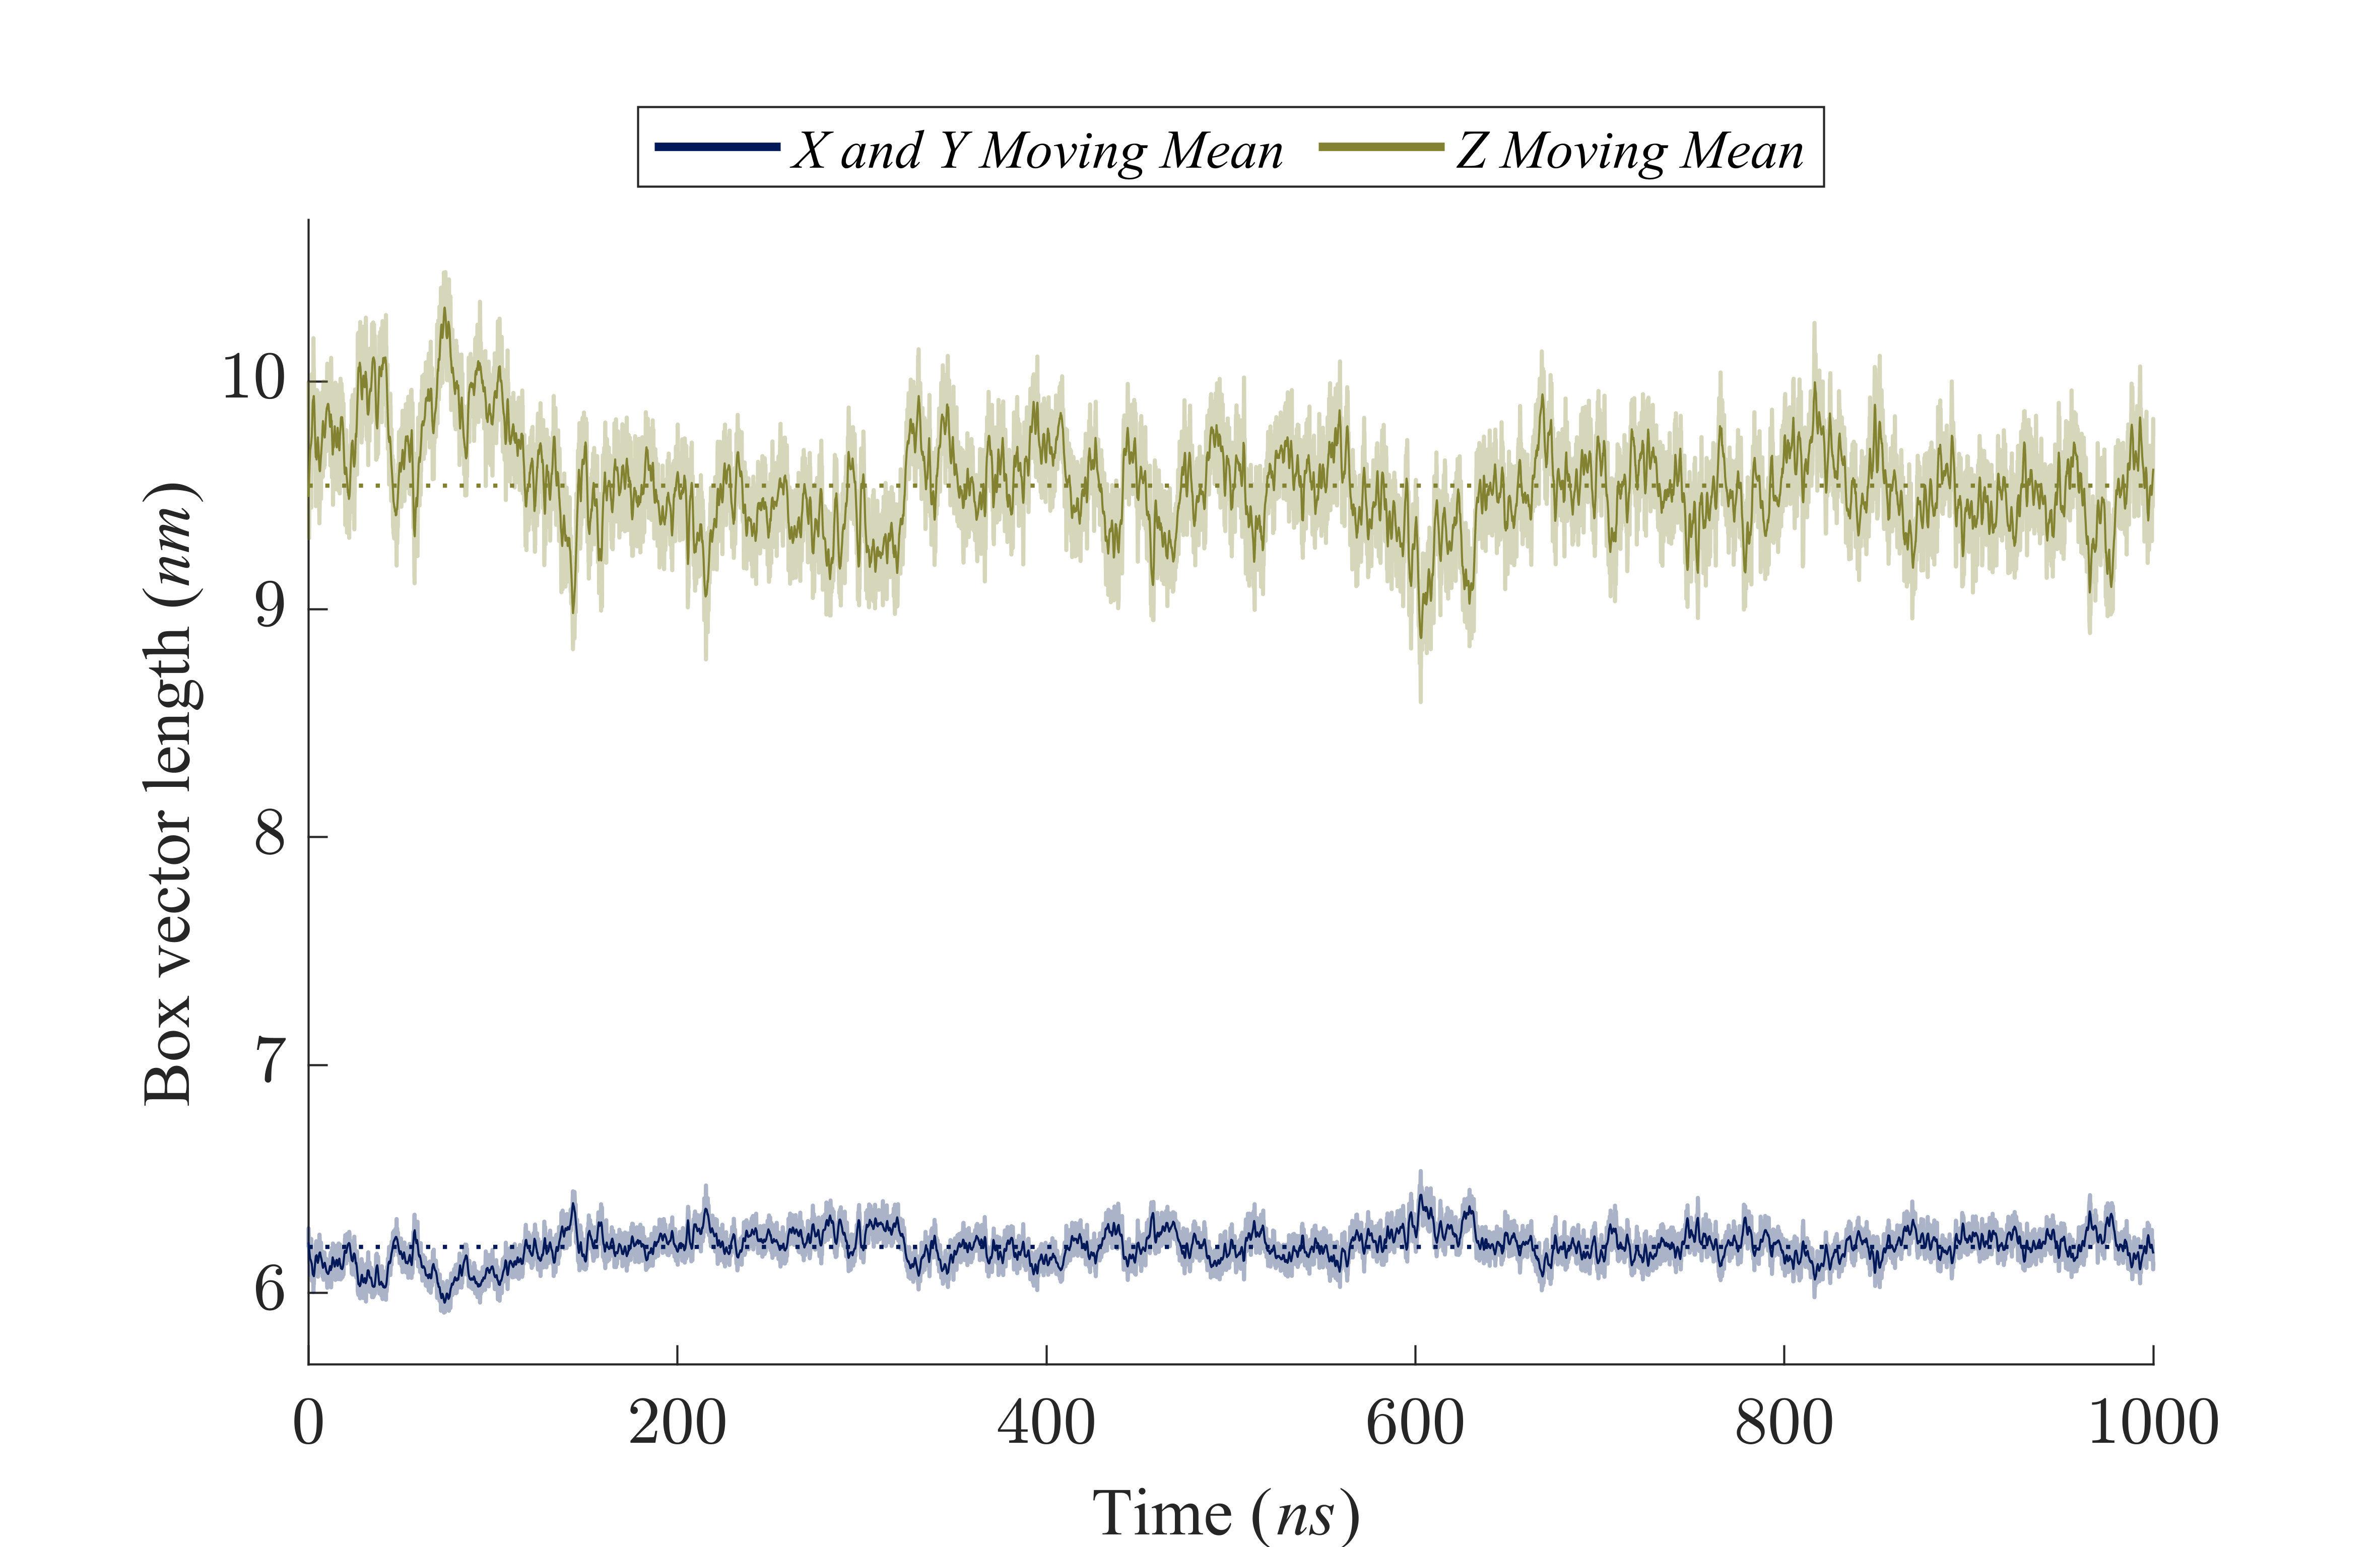 X and Y Moving Mean Z Moving Mean
Box vector length (nm)
10
9
8
7
6
0 200 400 600 800 1000
Time (ns)